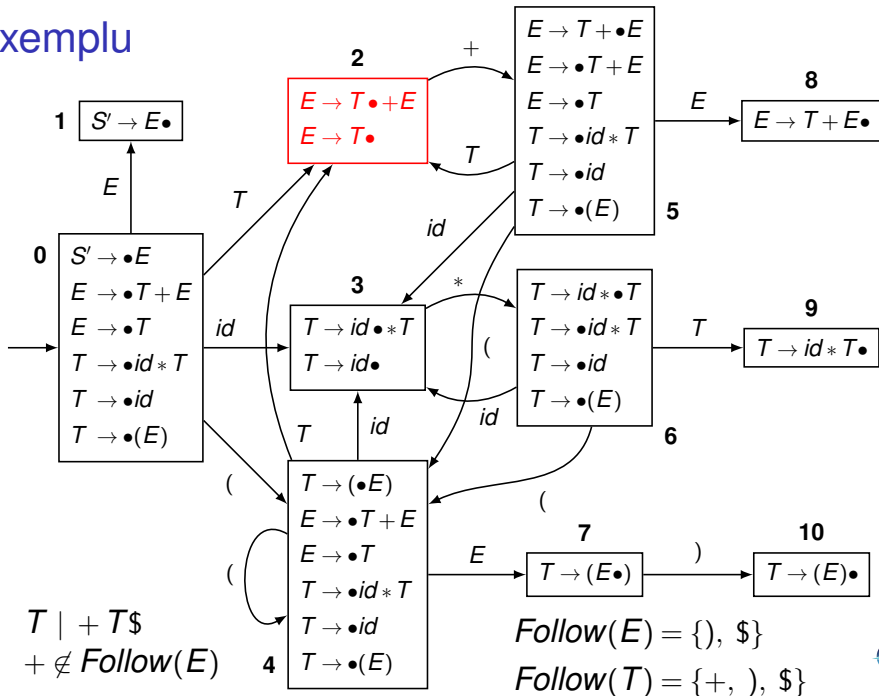 xemplu
1
S′ → E•
E
0
S′ → •E
E → •T + E
E → •T
T → •id ∗ T
T → •id
T → •(E)
T
id
(
2
E → T • + E
E → T•
+
T
5
E → T + •E
E → •T + E
E → •T
T → •id ∗ T
T → •id
T → •(E)
E
8
E → T + E•
id
(
3
T → id • ∗T
T → id•
∗
id
6
T → id ∗ •T
T → •id ∗ T
T → •id
T → •(E)
T
9
T → id ∗ T•
(
T
id
4
T → (•E)
E → •T + E
E → •T
T → •id ∗ T
T → •id
T → •(E)
(
E
7
T → (E•)
)
10
T → (E)•
T | + T$
+ ∉ Follow(E)
Follow(E) = {), $}
Follow(T) = {+, ), $}